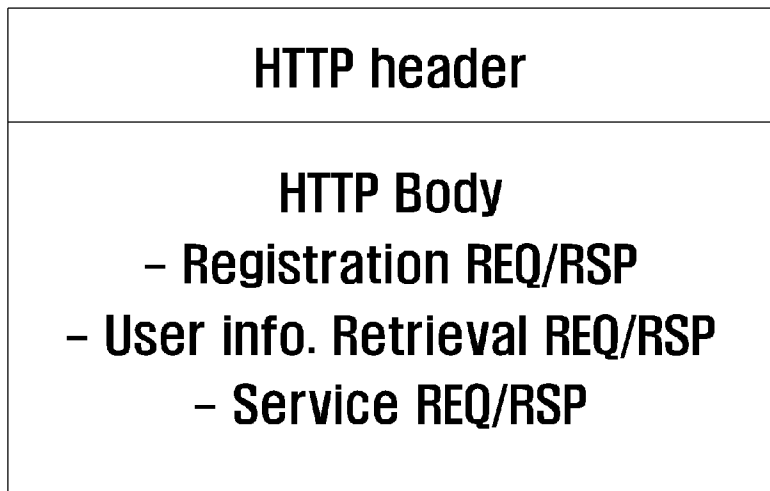 HTTP header
HTTP Body
– Registration REQ/RSP
– User info. Retrieval REQ/RSP
– Service REQ/RSP